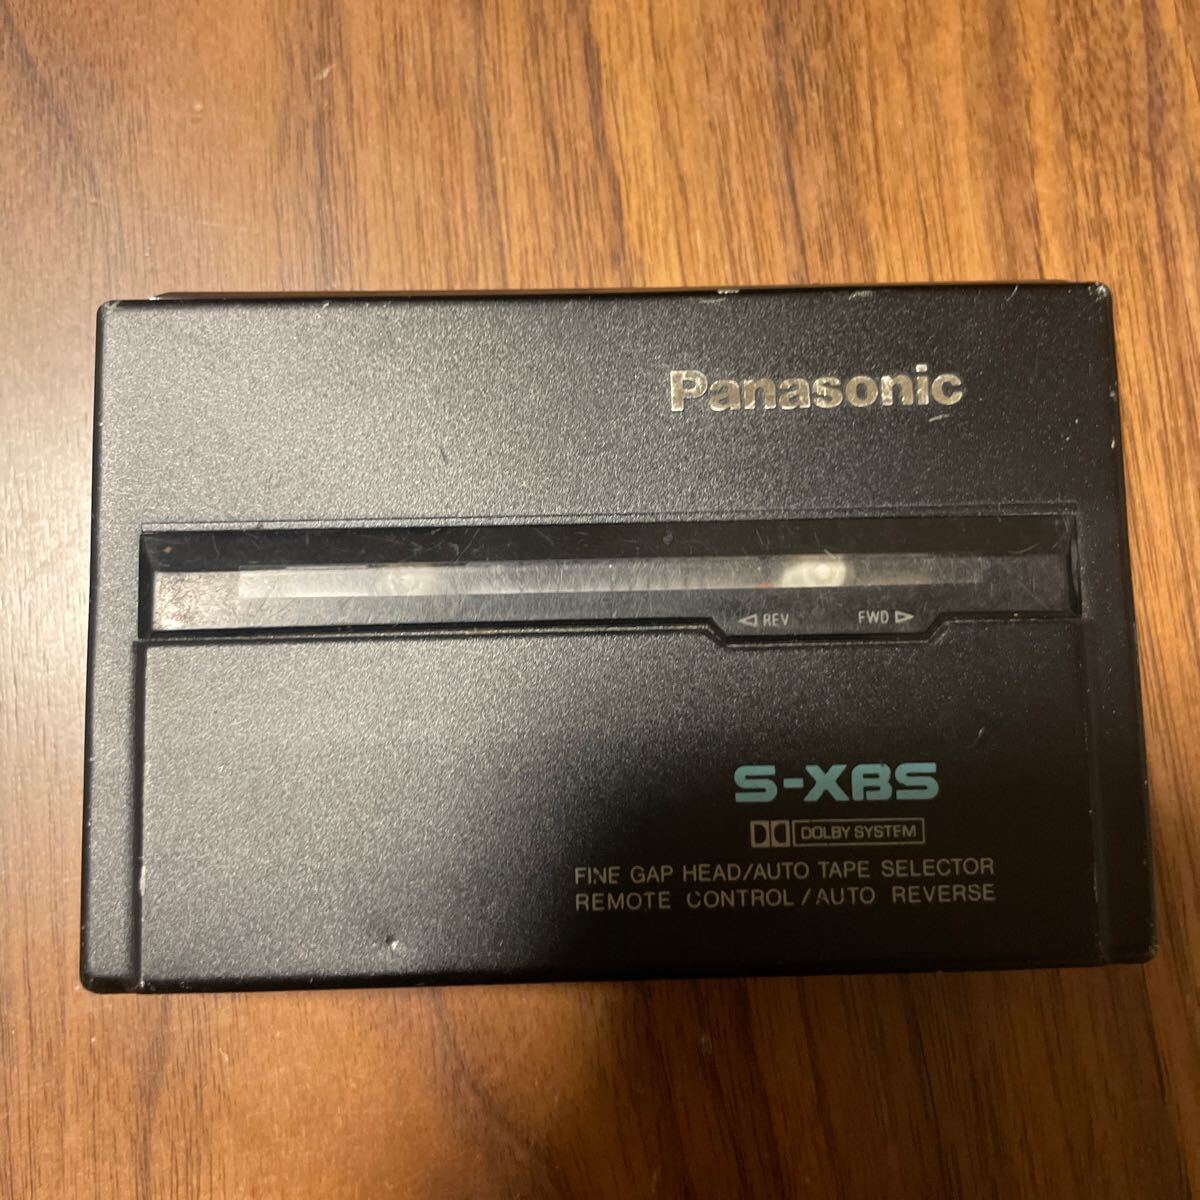 Panasonic
◁ REV FWD ▷
S-XBS
DOLBY SYSTEM
FINE GAP HEAD/AUTO TAPE SELECTOR
REMOTE CONTROL/AUTO REVERSE